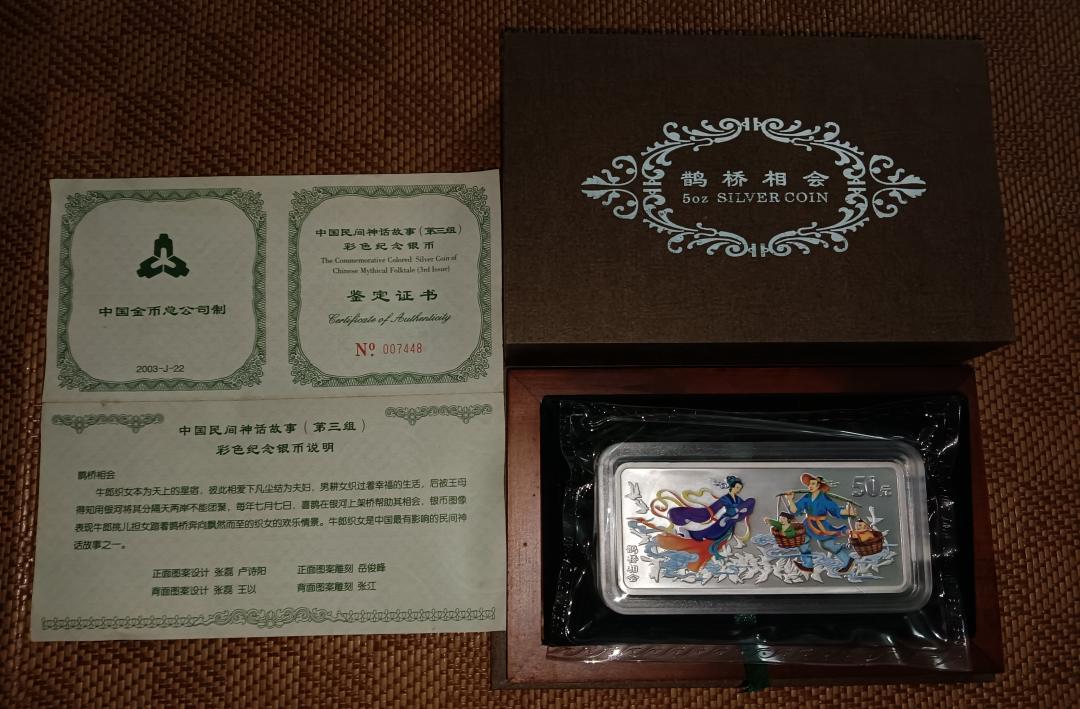 中国金币总公司制
2003-J-22
中国民间神话故事（第三组）
彩色纪念银币
The Commemorative Colored Silver Coin of
Chinese Mythical Folktale (3rd Issue)
鉴定证书
Certificate of Authenticity
No. 007448
中国民间神话故事（第三组）
彩色纪念银币说明
鹊桥相会
牛郎织女本为天上的星宿，彼此相爱下凡尘结为夫妇，男耕女织过着幸福的生活，后被王母
得知用银河将其分隔天两岸不能团聚，每年七月七日，喜鹊在银河上架桥帮助其相会，银币图像
表现牛郎挑儿担女踏着鹊桥奔向飘然而至的织女的欢乐情景。牛郎织女是中国最有影响的民间神
话故事之一。
正面图案设计 张磊 卢诗阳 正面图案雕刻 岳俊峰
背面图案设计 张磊 王以 背面图案雕刻 张江
鹊桥相会
5oz SILVER COIN
50元
鹊桥相会